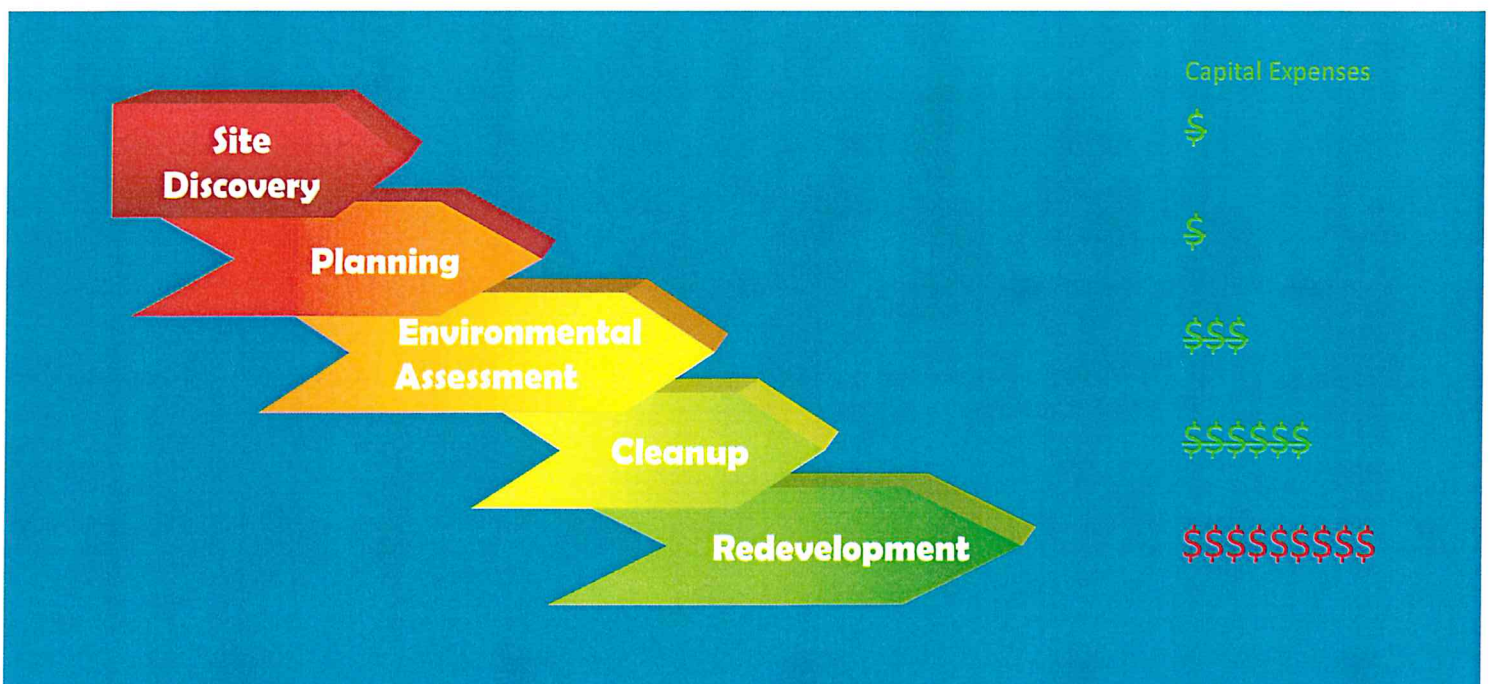 Capital Expenses
Site
Discovery
$
Planning
$
Environmental
Assessment
$$$
Cleanup
$$$$$$
Redevelopment
$$$$$$$$$